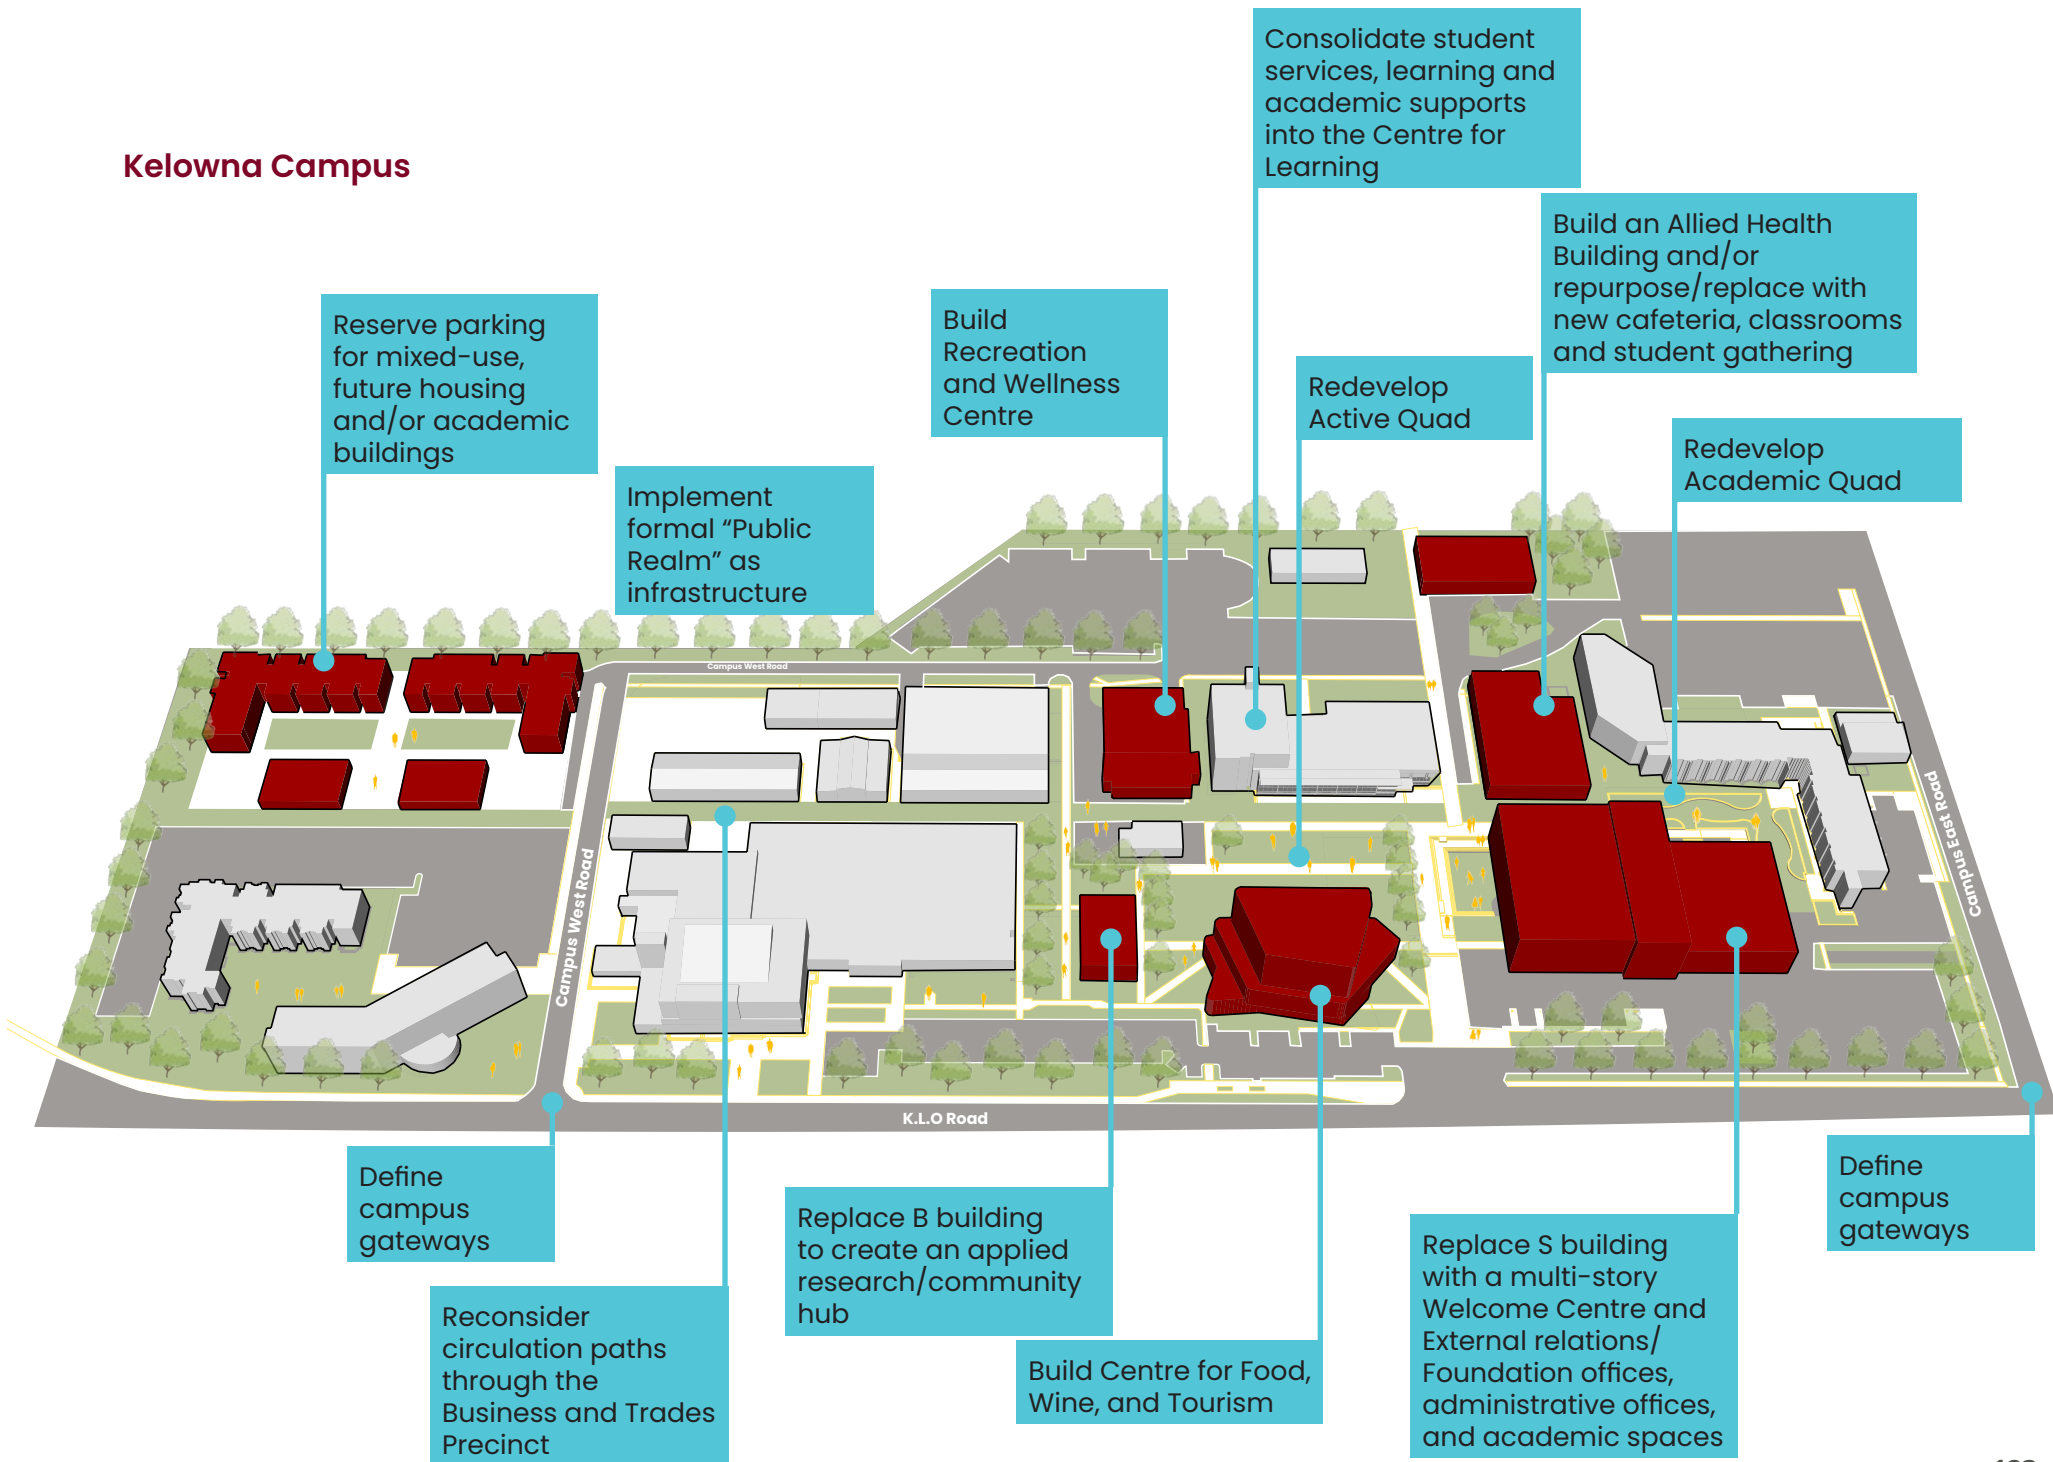 Consolidate student
services, learning and
academic supports
into the Centre for
Learning
Kelowna Campus
Build an Allied Health
Building and/or
repurpose/replace with
new cafeteria, classrooms
and student gathering
Reserve parking
for mixed-use,
future housing
and/or academic
buildings
Build
Recreation
and Wellness
Centre
Redevelop
Active Quad
Redevelop
Academic Quad
Implement
formal “Public
Realm” as
infrastructure
Campus West Road
Campus West Road
Campus East Road
K.L.O Road
Define
campus
gateways
Replace B building
to create an applied
research/community
hub
Define
campus
gateways
Replace S building
with a multi-story
Welcome Centre and
External relations/
Foundation offices,
administrative offices,
and academic spaces
Reconsider
circulation paths
through the
Business and Trades
Precinct
Build Centre for Food,
Wine, and Tourism